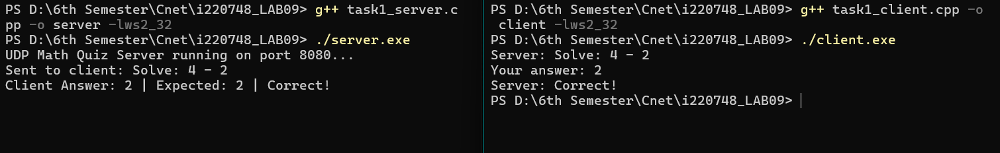 PS D:\6th Semester\Cnet\i220748_LAB09> g++ task1_server.c
pp -o server -lws2_32
PS D:\6th Semester\Cnet\i220748_LAB09> ./server.exe
UDP Math Quiz Server running on port 8080...
Sent to client: Solve: 4 - 2
Client Answer: 2 | Expected: 2 | Correct!
PS D:\6th Semester\Cnet\i220748_LAB09> g++ task1_client.cpp -o
client -lws2_32
PS D:\6th Semester\Cnet\i220748_LAB09> ./client.exe
Server: Solve: 4 - 2
Your answer: 2
Server: Correct!
PS D:\6th Semester\Cnet\i220748_LAB09>